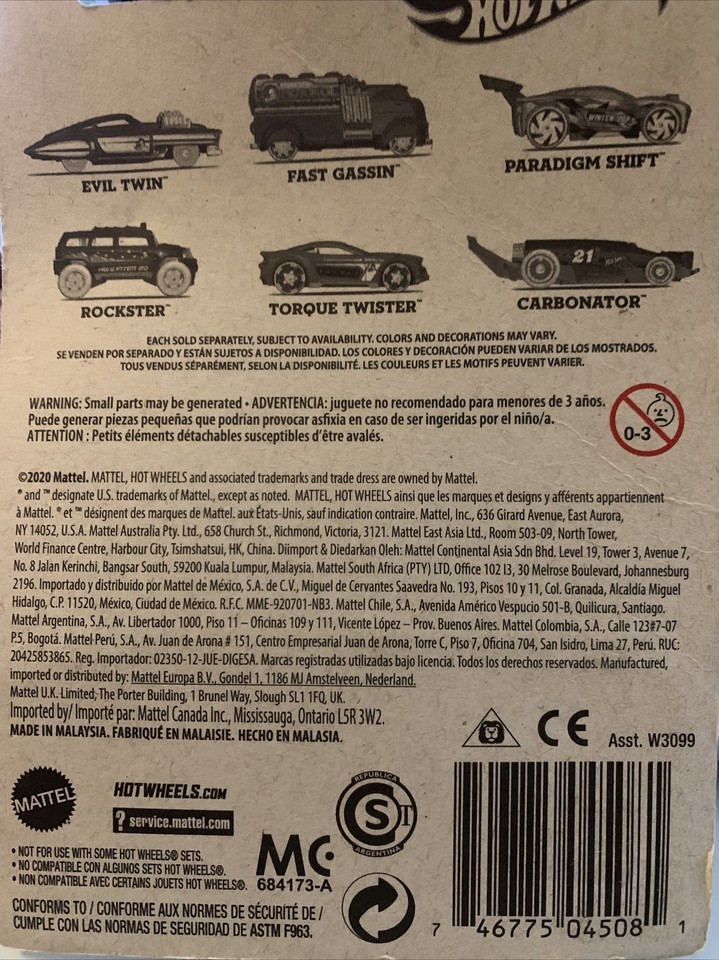 HOT
EVIL TWIN™ FAST GASSIN™ PARADIGM SHIFT™
WINTER
ROCKSTER™ TORQUE TWISTER™ CARBONATOR™
21
EACH SOLD SEPARATELY, SUBJECT TO AVAILABILITY. COLORS AND DECORATIONS MAY VARY.
SE VENDEN POR SEPARADO Y ESTÁN SUJETOS A DISPONIBILIDAD. LOS COLORES Y DECORACIÓN PUEDEN VARIAR DE LOS MOSTRADOS.
TOUS VENDUS SÉPARÉMENT, SELON LA DISPONIBILITÉ. LES COULEURS ET LES MOTIFS PEUVENT VARIER.
WARNING: Small parts may be generated • ADVERTENCIA: juguete no recomendado para menores de 3 años.
Puede generar piezas pequeñas que podrían provocar asfixia en caso de ser ingeridas por el niño/a.
ATTENTION : Petits éléments détachables susceptibles d'être avalés.
0-3
©2020 Mattel. MATTEL, HOT WHEELS and associated trademarks and trade dress are owned by Mattel.
® and ™ designate U.S. trademarks of Mattel., except as noted. MATTEL, HOT WHEELS ainsi que les marques et designs y afférents appartiennent
à Mattel. ® et ™ désignent des marques de Mattel. aux États-Unis, sauf indication contraire. Mattel, Inc., 636 Girard Avenue, East Aurora,
NY 14052, U.S.A. Mattel Australia Pty. Ltd., 658 Church St., Richmond, Victoria, 3121. Mattel East Asia Ltd., Room 503-09, North Tower,
World Finance Centre, Harbour City, Tsimshatsui, HK, China. Diimport & Diedarkan Oleh: Mattel Continental Asia Sdn Bhd. Level 19, Tower 3, Avenue 7,
No. 8 Jalan Kerinchi, Bangsar South, 59200 Kuala Lumpur, Malaysia. Mattel South Africa (PTY) LTD, Office 102 I3, 30 Melrose Boulevard, Johannesburg
2196. Importado y distribuido por Mattel de México, S.A. de C.V., Miguel de Cervantes Saavedra No. 193, Pisos 10 y 11, Col. Granada, Alcaldía Miguel
Hidalgo, C.P. 11520, México, Ciudad de México. R.F.C. MME-920701-NB3. Mattel Chile, S.A., Avenida Américo Vespucio 501-B, Quilicura, Santiago.
Mattel Argentina, S.A., Av. Libertador 1000, Piso 11 – Oficinas 109 y 111, Vicente López – Prov. Buenos Aires. Mattel Colombia, S.A., Calle 123#7-07
P.5, Bogotá. Mattel Perú, S.A., Av. Juan de Arona # 151, Centro Empresarial Juan de Arona, Torre C, Piso 7, Oficina 704, San Isidro, Lima 27, Perú. RUC:
20425853865. Reg. Importador: 02350-12-JUE-DIGESA. Marcas registradas utilizadas bajo licencia. Todos los derechos reservados. Manufactured,
imported or distributed by: Mattel Europa B.V., Gondel 1, 1186 MJ Amstelveen, Nederland.
Mattel U.K. Limited, The Porter Building, 1 Brunel Way, Slough SL1 1FQ, UK.
Imported by/ Importé par: Mattel Canada Inc., Mississauga, Ontario L5R 3W2.
MADE IN MALAYSIA. FABRIQUÉ EN MALAISIE. HECHO EN MALASIA.
CE Asst. W3099
MATTEL
HOTWHEELS.COM
? service.mattel.com
REPUBLICA
S T
ARGENTINA
• NOT FOR USE WITH SOME HOT WHEELS® SETS.
• NO COMPATIBLE CON ALGUNOS SETS HOT WHEELS®.
• NON COMPATIBLE AVEC CERTAINS JOUETS HOT WHEELS®.
MC
684173-A
CONFORMS TO / CONFORME AUX NORMES DE SÉCURITÉ DE /
CUMPLE CON LAS NORMAS DE SEGURIDAD DE ASTM F963.
7 46775 04508 1